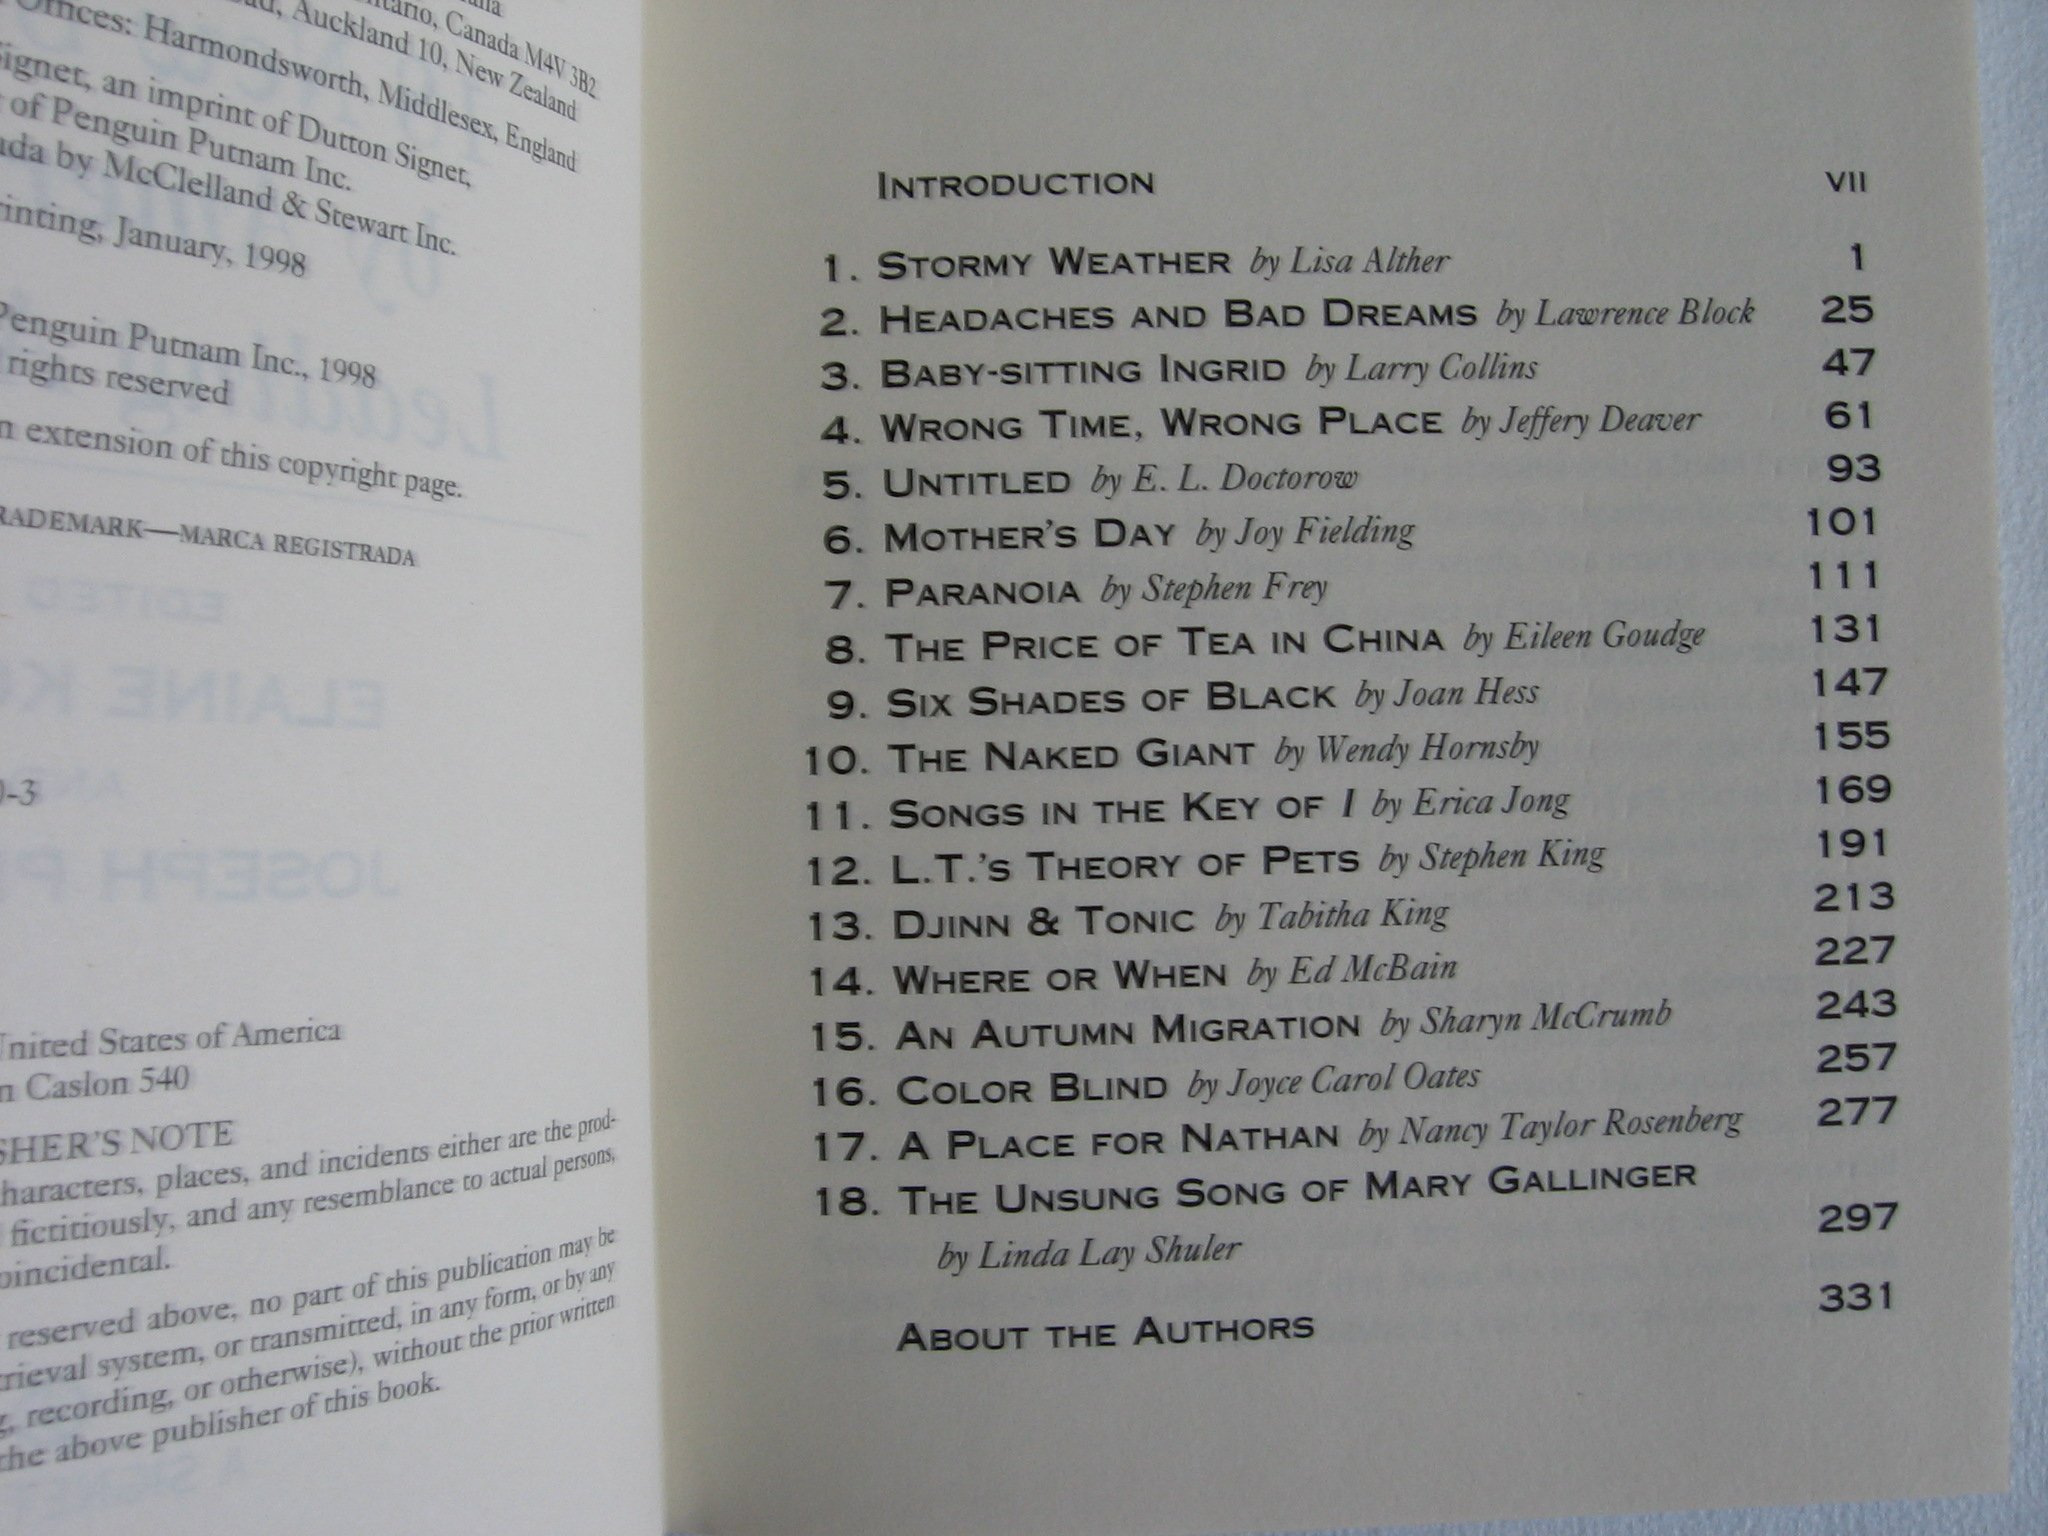 Ontario, Canada M4V 3B2
Auckland 10, New Zealand
Offices: Harmondsworth, Middlesex, England
Signet, an imprint of Dutton Signet,
of Penguin Putnam Inc.
by McClelland & Stewart Inc.
January, 1998
Penguin Putnam Inc., 1998
rights reserved
extension of this copyright page.
TRADEMARK—MARCA REGISTRADA
0-3
United States of America
Caslon 540
NOTE
characters, places, and incidents either are the prod-
fictitiously, and any resemblance to actual persons,
coincidental.
reserved above, no part of this publication may be
system, or transmitted, in any form, or by any
recording, or otherwise), without the prior written
the above publisher of this book.
INTRODUCTION VII
1. STORMY WEATHER by Lisa Alther 1
2. HEADACHES AND BAD DREAMS by Lawrence Block 25
3. BABY-SITTING INGRID by Larry Collins 47
4. WRONG TIME, WRONG PLACE by Jeffery Deaver 61
5. UNTITLED by E. L. Doctorow 93
6. MOTHER'S DAY by Joy Fielding 101
7. PARANOIA by Stephen Frey 111
8. THE PRICE OF TEA IN CHINA by Eileen Goudge 131
9. SIX SHADES OF BLACK by Joan Hess 147
10. THE NAKED GIANT by Wendy Hornsby 155
11. SONGS IN THE KEY OF I by Erica Jong 169
12. L.T.'S THEORY OF PETS by Stephen King 191
13. DJINN & TONIC by Tabitha King 213
14. WHERE OR WHEN by Ed McBain 227
15. AN AUTUMN MIGRATION by Sharyn McCrumb 243
16. COLOR BLIND by Joyce Carol Oates 257
17. A PLACE FOR NATHAN by Nancy Taylor Rosenberg 277
18. THE UNSUNG SONG OF MARY GALLINGER
by Linda Lay Shuler 297
ABOUT THE AUTHORS 331